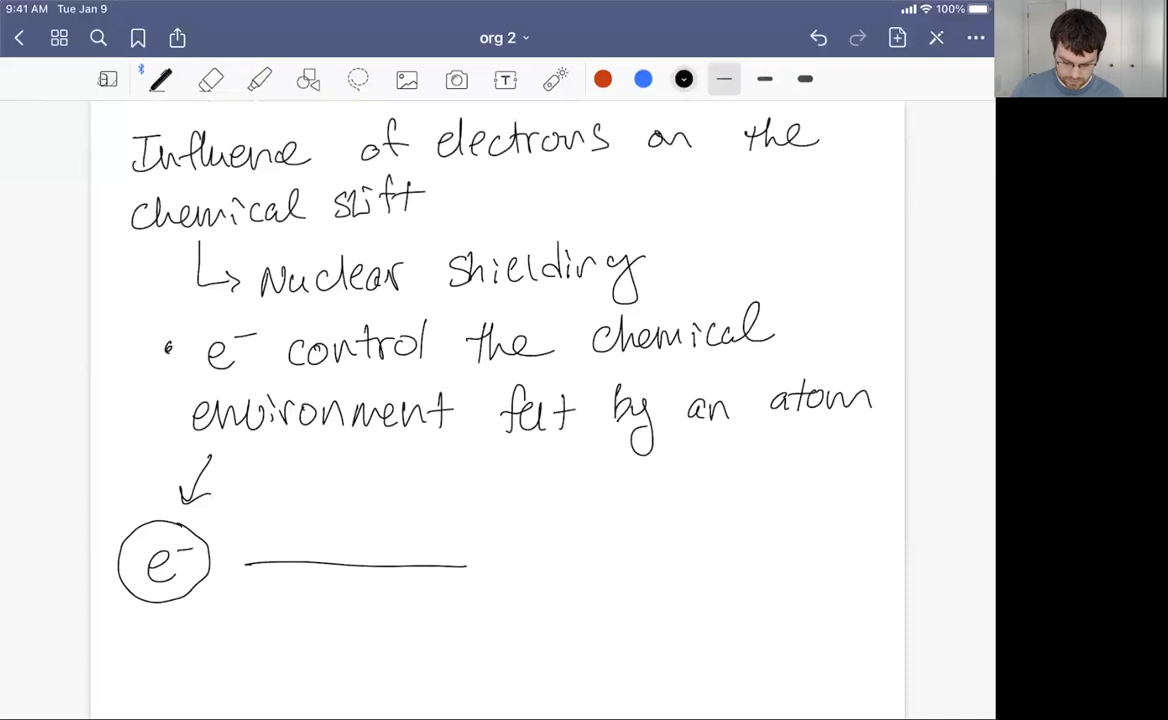 9:41 AM Tue Jan 9
100%
org 2
T
Influence of electrons on the
chemical shift
↳ Nuclear shielding
• e⁻ control the chemical
environment felt by an atom
e⁻